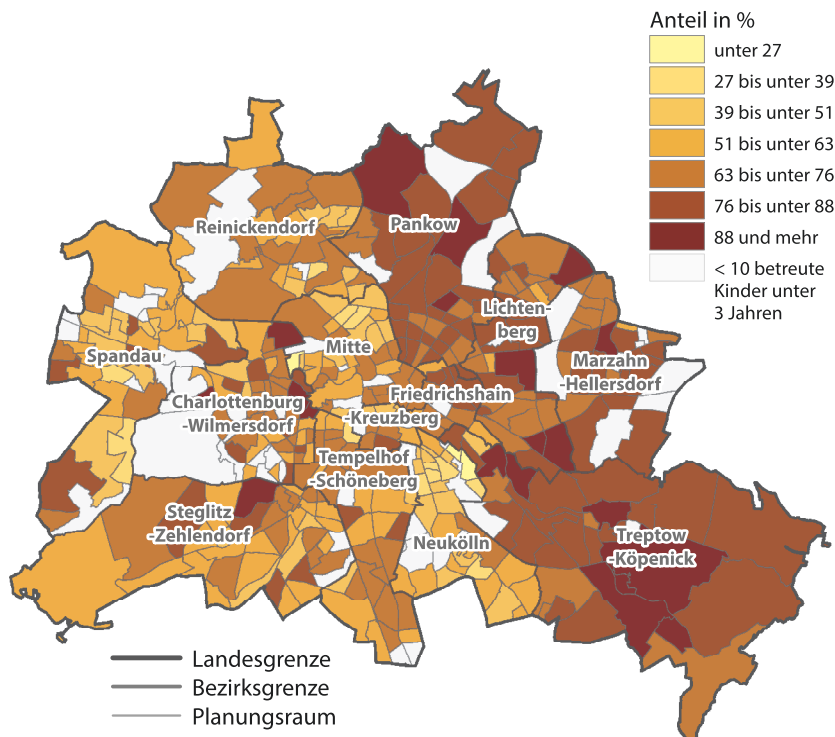 Anteil in %
unter 27
27 bis unter 39
39 bis unter 51
51 bis unter 63
63 bis unter 76
76 bis unter 88
88 und mehr
< 10 betreute
Kinder unter
3 Jahren
Reinickendorf
Pankow
Lichten-
berg
Mitte
Spandau
Marzahn
-Hellersdorf
Charlottenburg
-Wilmersdorf
Friedrichshain
-Kreuzberg
Tempelhof
-Schöneberg
Steglitz
-Zehlendorf
Neukölln
Treptow
-Köpenick
Landesgrenze
Bezirksgrenze
Planungsraum